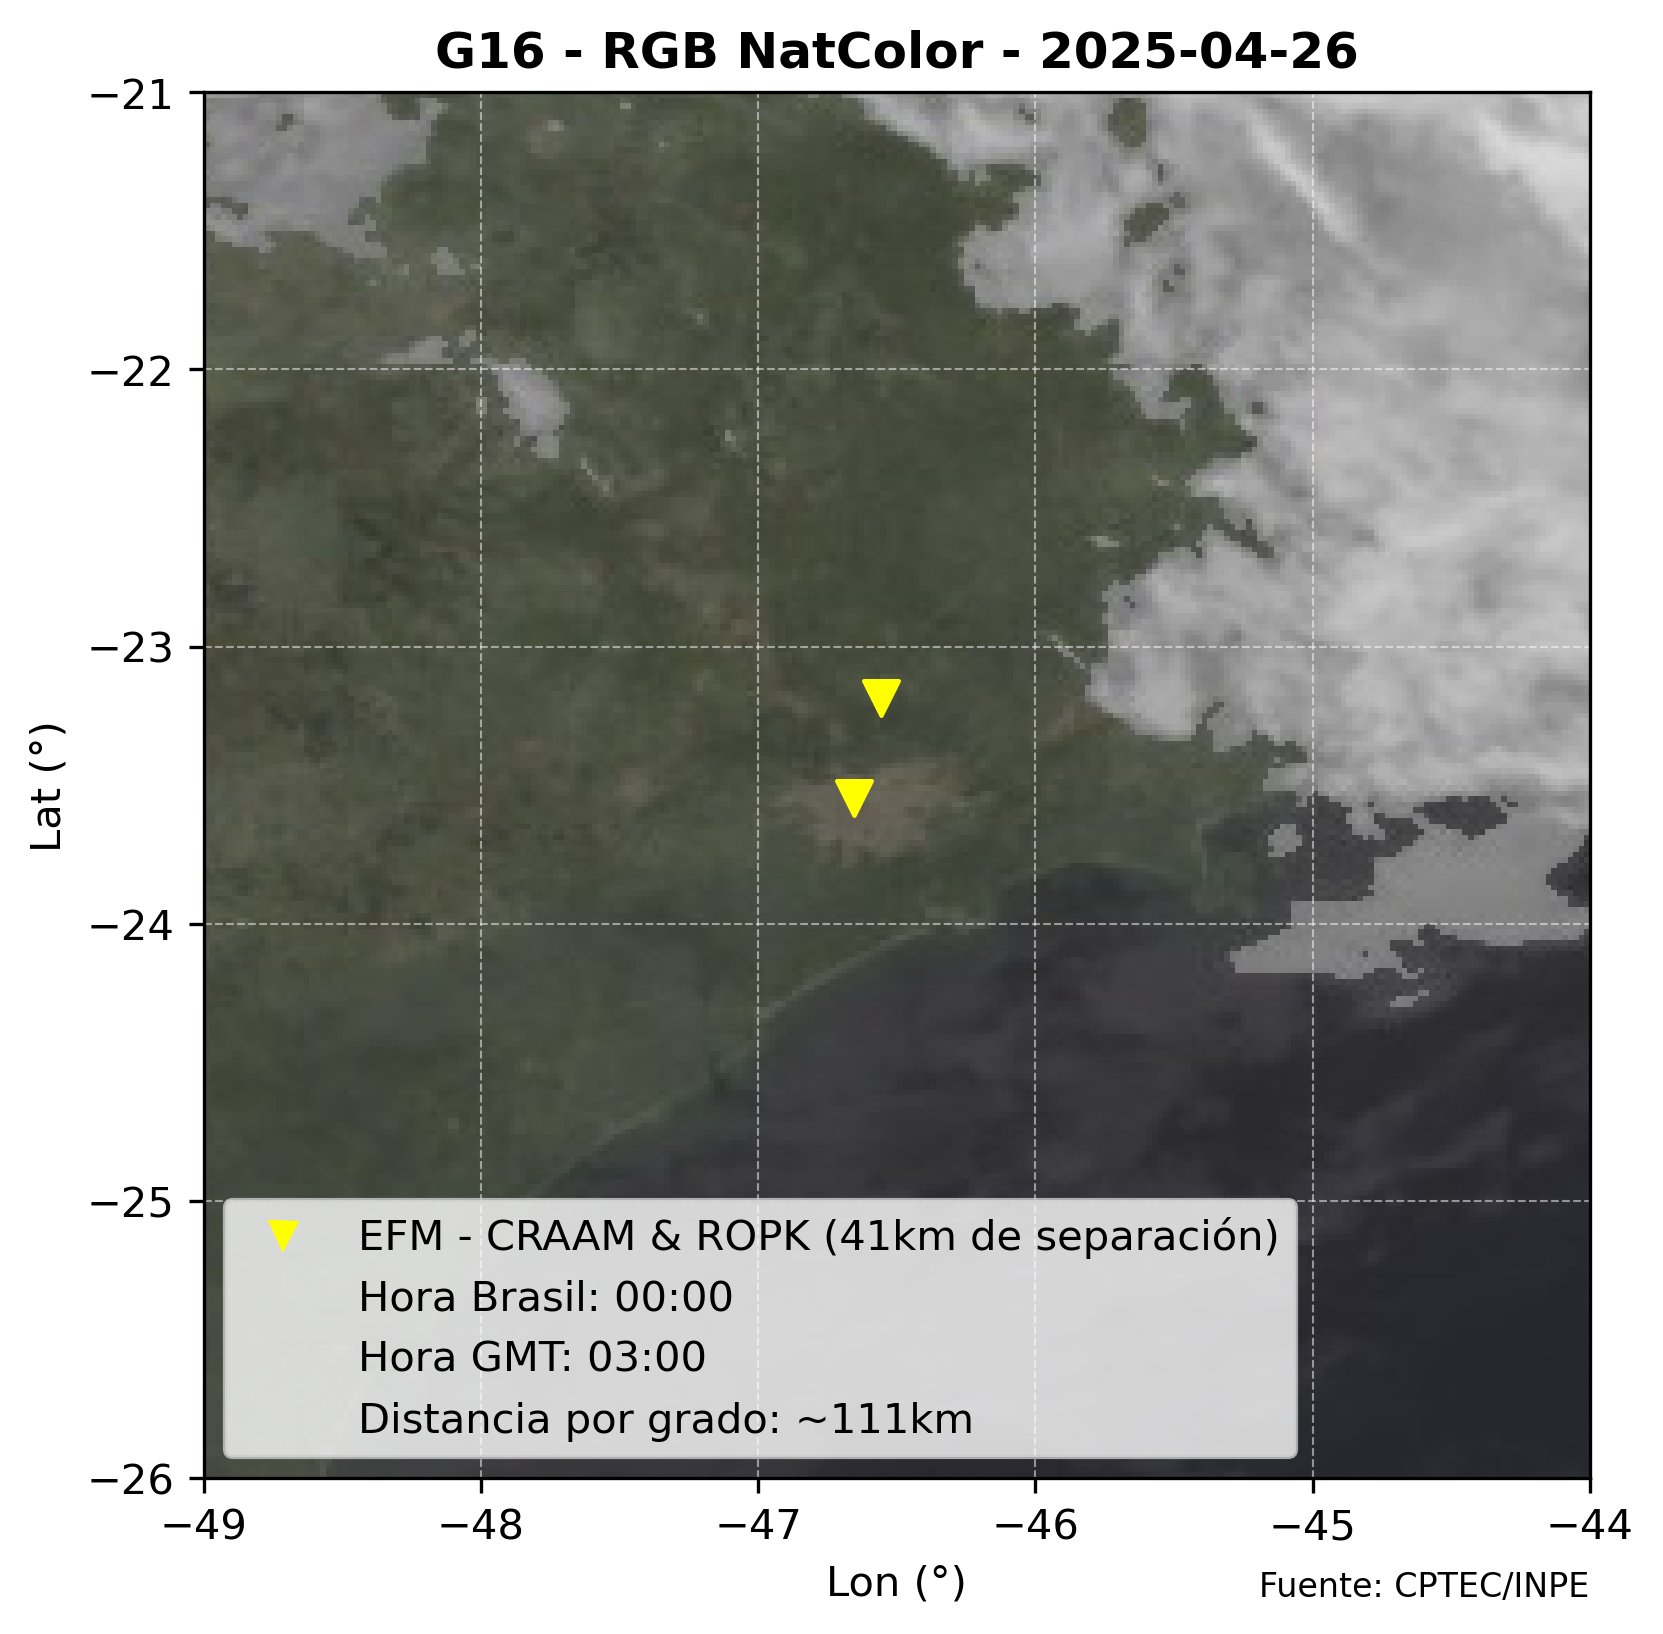 G16 - RGB NatColor - 2025-04-26
−21
−22
−23
−24
−25
−26
Lat (°)
EFM - CRAAM & ROPK (41km de separación)
Hora Brasil: 00:00
Hora GMT: 03:00
Distancia por grado: ~111km
−49 −48 −47 −46 −45 −44
Lon (°)
Fuente: CPTEC/INPE